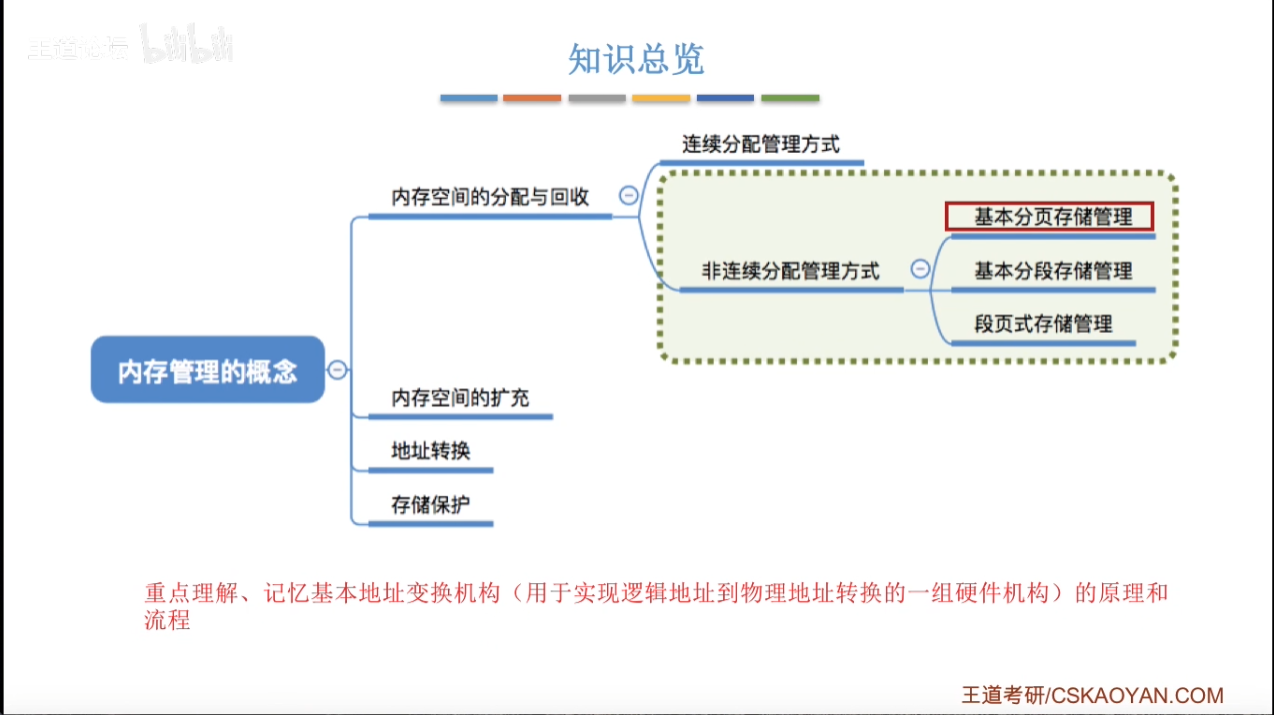 王道论坛 bilibili
知识总览
连续分配管理方式
内存空间的分配与回收
基本分页存储管理
非连续分配管理方式
基本分段存储管理
段页式存储管理
内存管理的概念
内存空间的扩充
地址转换
存储保护
重点理解、记忆基本地址变换机构（用于实现逻辑地址到物理地址转换的一组硬件机构）的原理和
流程
王道考研/CSKAOYAN.COM